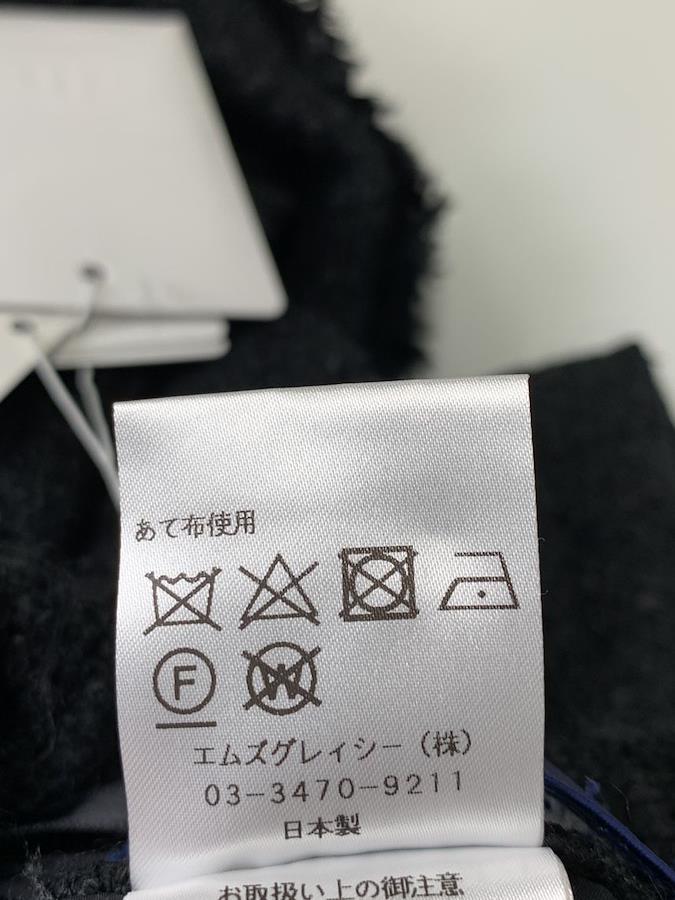 あて布使用
F W
エムズグレイシー（株）
03-3470-9211
日本製
お取扱い上の御注意